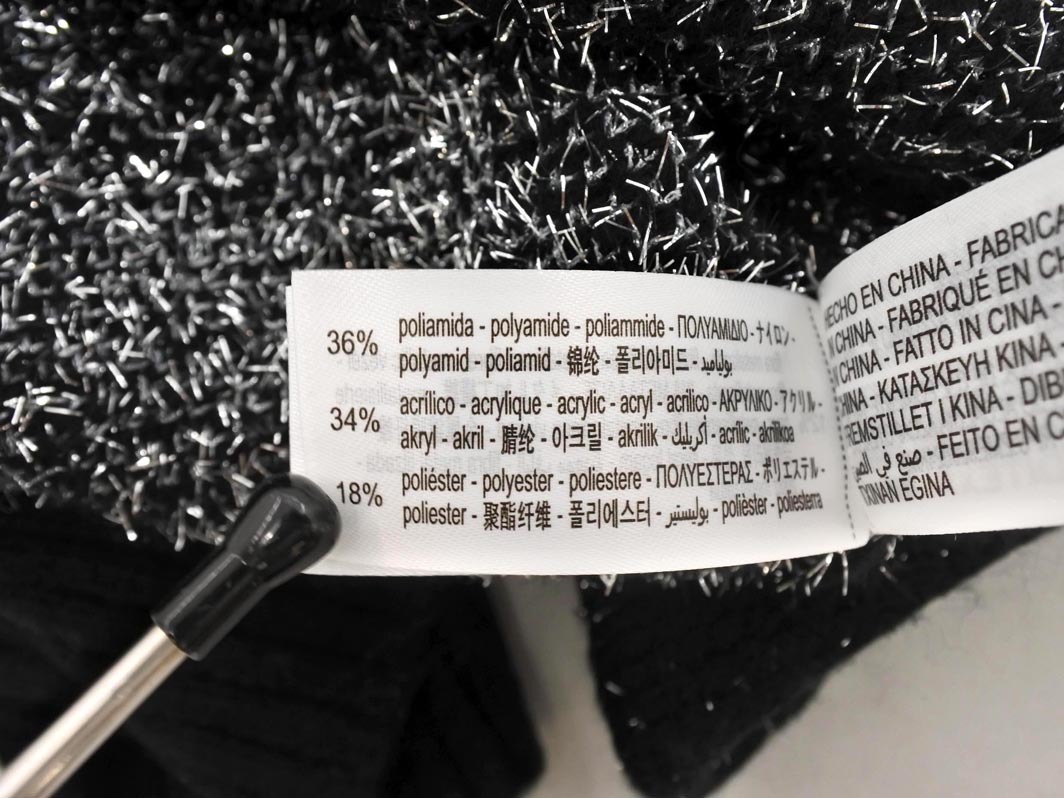 36%
poliamida - polyamide - poliammide - ΠΟΛΥΑΜΙΔΙΟ - ナイロン -
polyamid - poliamid - 锦纶 - 폴리아미드 - بولياميد
34%
acrílico - acrylique - acrylic - acryl - acrilico - ΑΚΡΥΛΙΚΟ - アクリル -
akryl - akril - 腈纶 - 아크릴 - akrilik - أكريليك - acrílic - akrilikoa
18%
poliéster - polyester - poliestere - ΠΟΛΥΕΣΤΕΡΑΣ - ポリエステル -
poliester - 聚酯纤维 - 폴리에스터 - بوليستير - polièster - poliesterra
ECHO EN CHINA - FABRICA
N CHINA - FABRIQUÉ EN CH
CHINA - FATTO IN CINA -
HINA - ΚΑΤΑΣΚΕΥΗ ΚΙΝΑ -
REMSTILLET I KINA - DIB
صنع في الصين - FEITO EN C
TXINAN EGINA